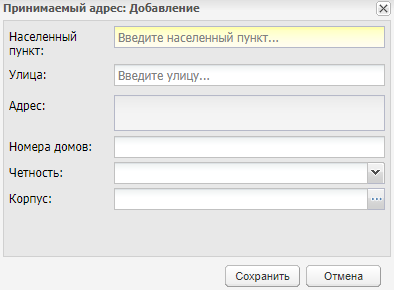 Принимаемый адрес: Добавление
Населенный пункт: Введите населенный пункт...
Улица: Введите улицу...
Адрес:
Номера домов:
Четность:
Корпус: ...
Сохранить Отмена